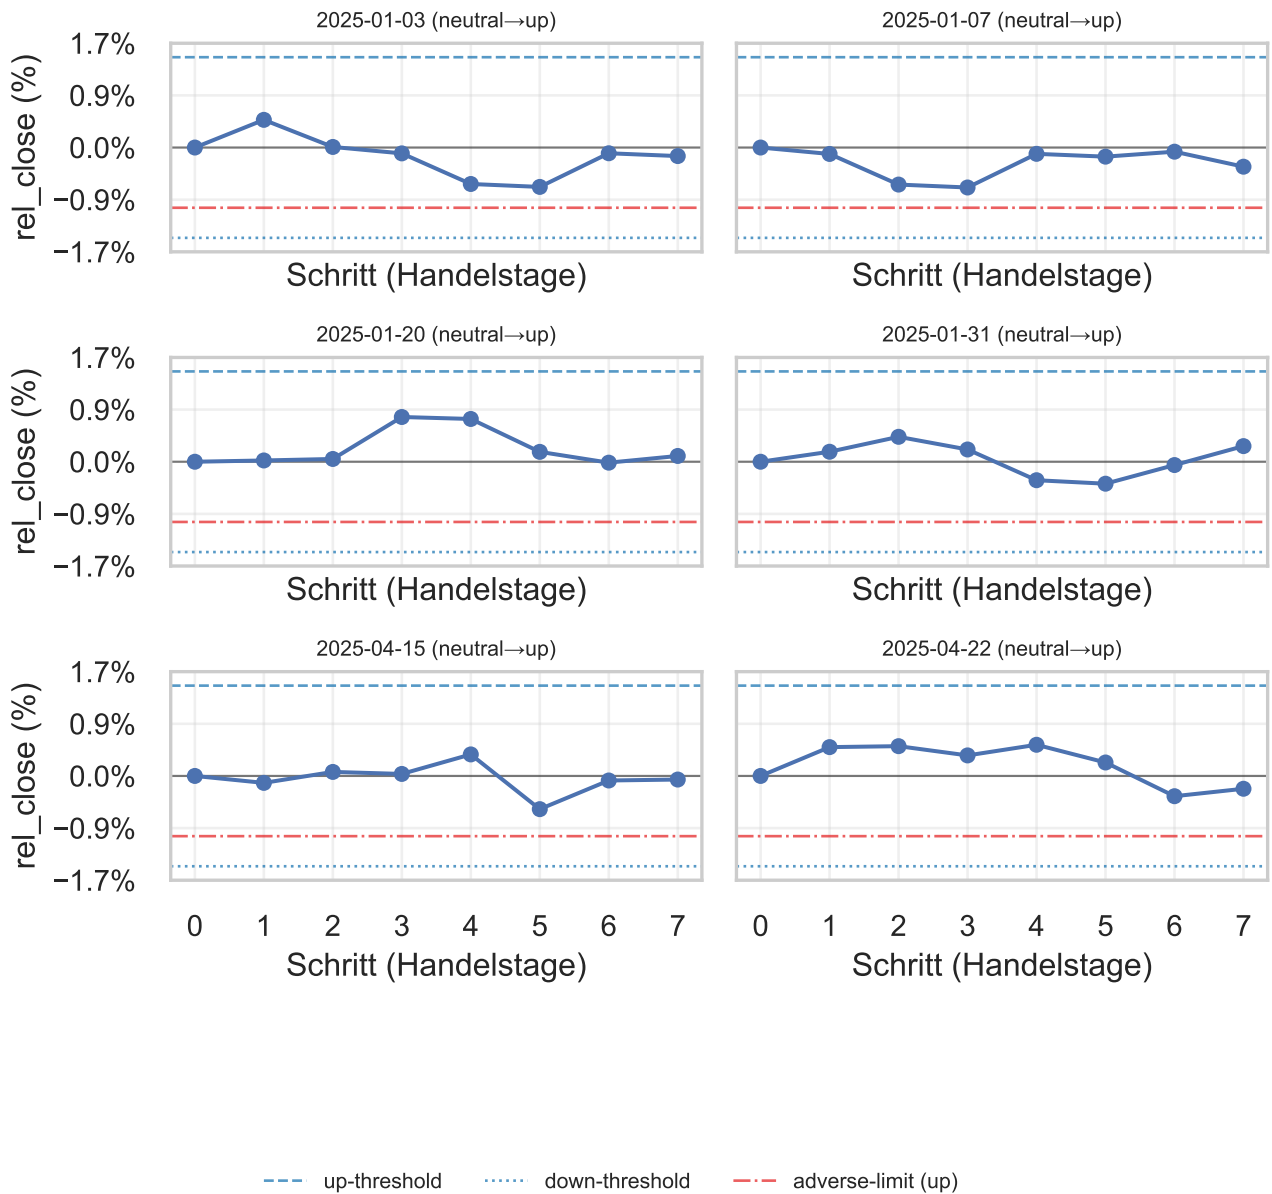 2025-01-03 (neutral→up)
2025-01-07 (neutral→up)
rel_close (%)
1.7%
0.9%
0.0%
−0.9%
−1.7%
Schritt (Handelstage)
Schritt (Handelstage)
2025-01-20 (neutral→up)
2025-01-31 (neutral→up)
rel_close (%)
1.7%
0.9%
0.0%
−0.9%
−1.7%
Schritt (Handelstage)
Schritt (Handelstage)
2025-04-15 (neutral→up)
2025-04-22 (neutral→up)
rel_close (%)
1.7%
0.9%
0.0%
−0.9%
−1.7%
0 1 2 3 4 5 6 7
0 1 2 3 4 5 6 7
Schritt (Handelstage)
Schritt (Handelstage)
up-threshold down-threshold adverse-limit (up)